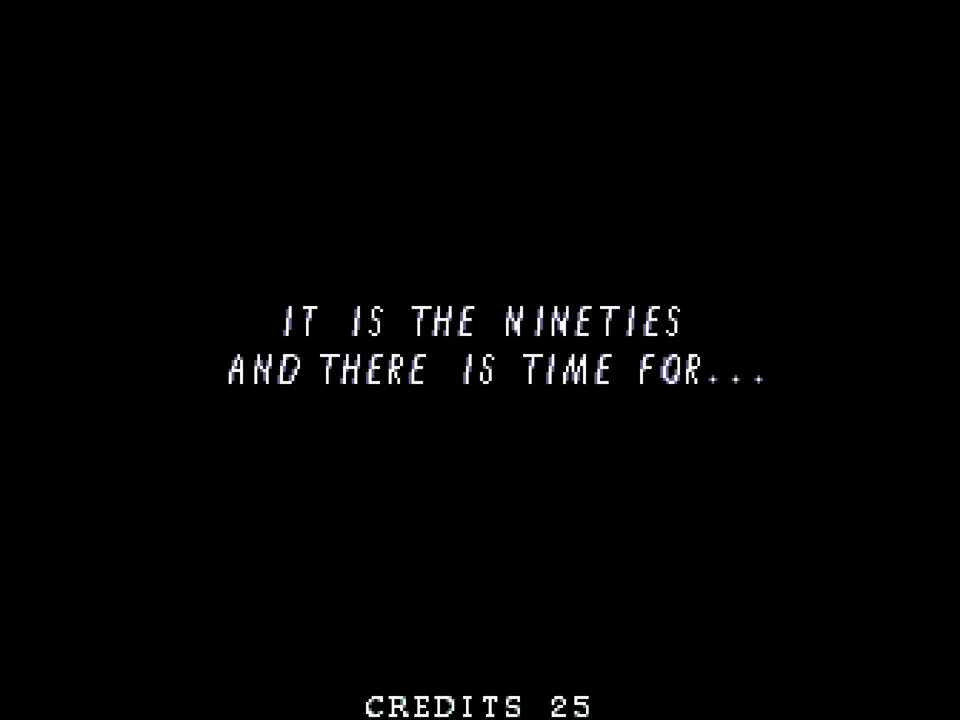 IT IS THE NINETIES
AND THERE IS TIME FOR...
CREDITS 25